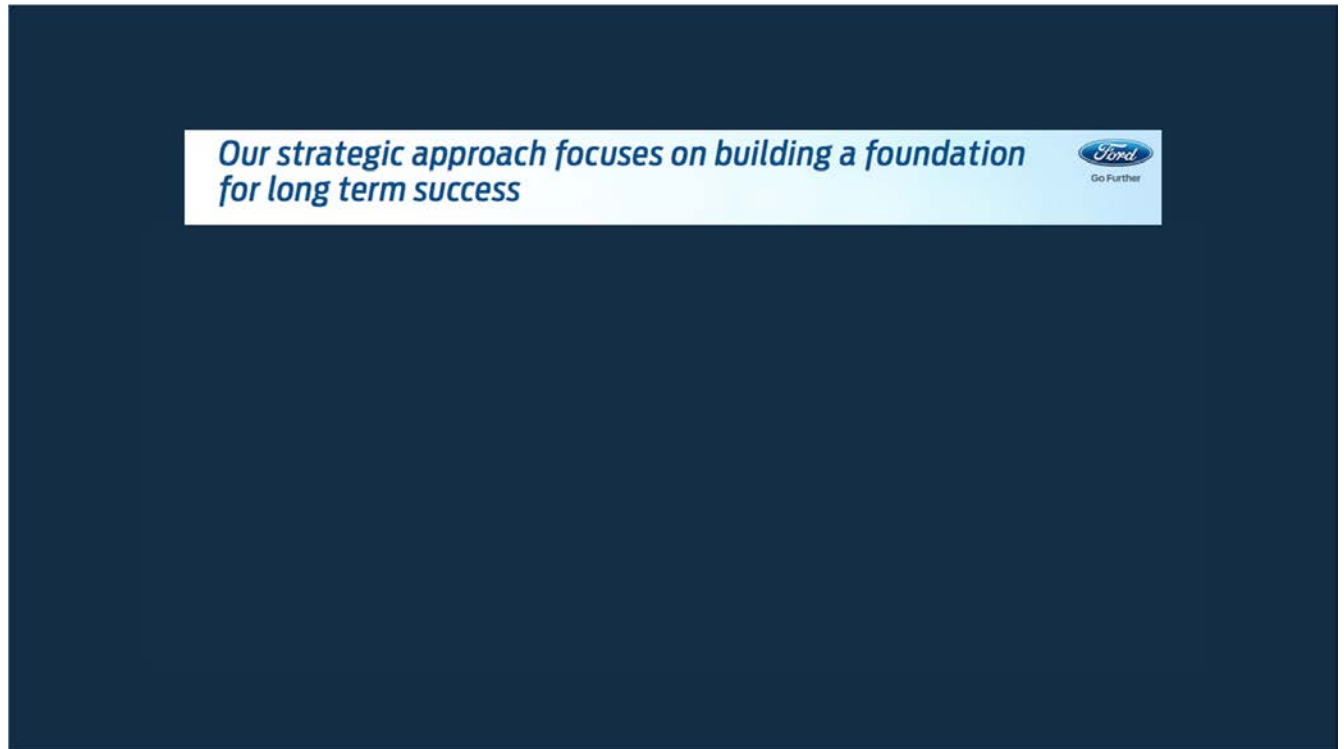 Our strategic approach focuses on building a foundation
for long term success
Ford
Go Further